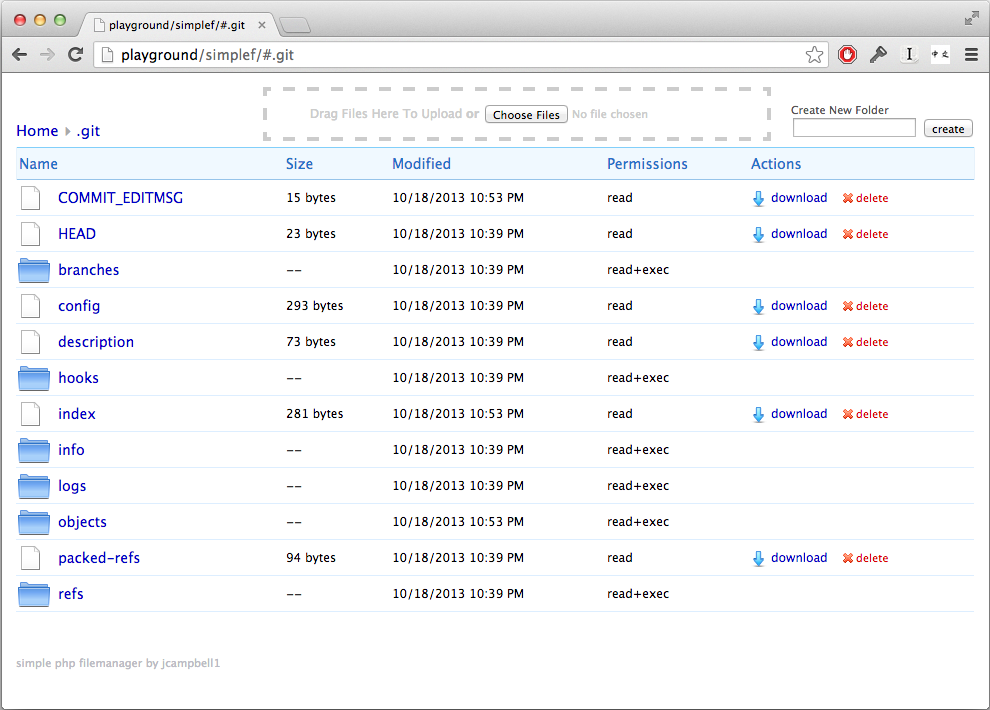 playground/simplef/#.git
playground/simplef/#.git
Drag Files Here To Upload or Choose Files No file chosen
Create New Folder
create
Home .git
Name Size Modified Permissions Actions
COMMIT_EDITMSG 15 bytes 10/18/2013 10:53 PM read download delete
HEAD 23 bytes 10/18/2013 10:39 PM read download delete
branches -- 10/18/2013 10:39 PM read+exec
config 293 bytes 10/18/2013 10:39 PM read download delete
description 73 bytes 10/18/2013 10:39 PM read download delete
hooks -- 10/18/2013 10:39 PM read+exec
index 281 bytes 10/18/2013 10:53 PM read download delete
info -- 10/18/2013 10:39 PM read+exec
logs -- 10/18/2013 10:39 PM read+exec
objects -- 10/18/2013 10:53 PM read+exec
packed-refs 94 bytes 10/18/2013 10:39 PM read download delete
refs -- 10/18/2013 10:39 PM read+exec
simple php filemanager by jcampbell1